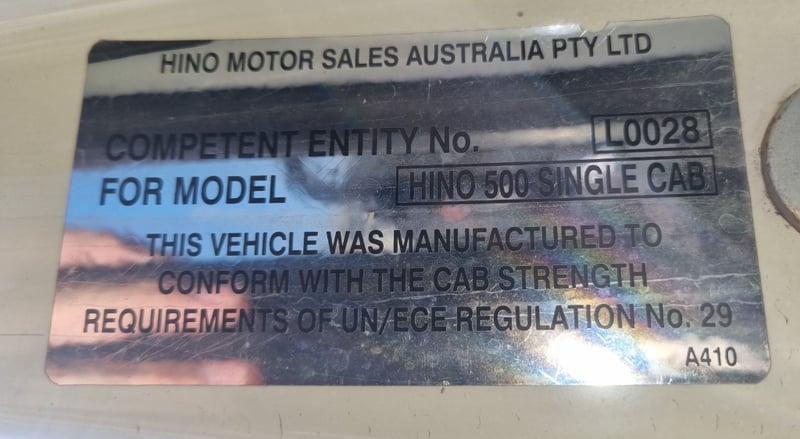 HINO MOTOR SALES AUSTRALIA PTY LTD
COMPETENT ENTITY No. L0028
FOR MODEL HINO 500 SINGLE CAB
THIS VEHICLE WAS MANUFACTURED TO
CONFORM WITH THE CAB STRENGTH
REQUIREMENTS OF UN/ECE REGULATION No. 29
A410